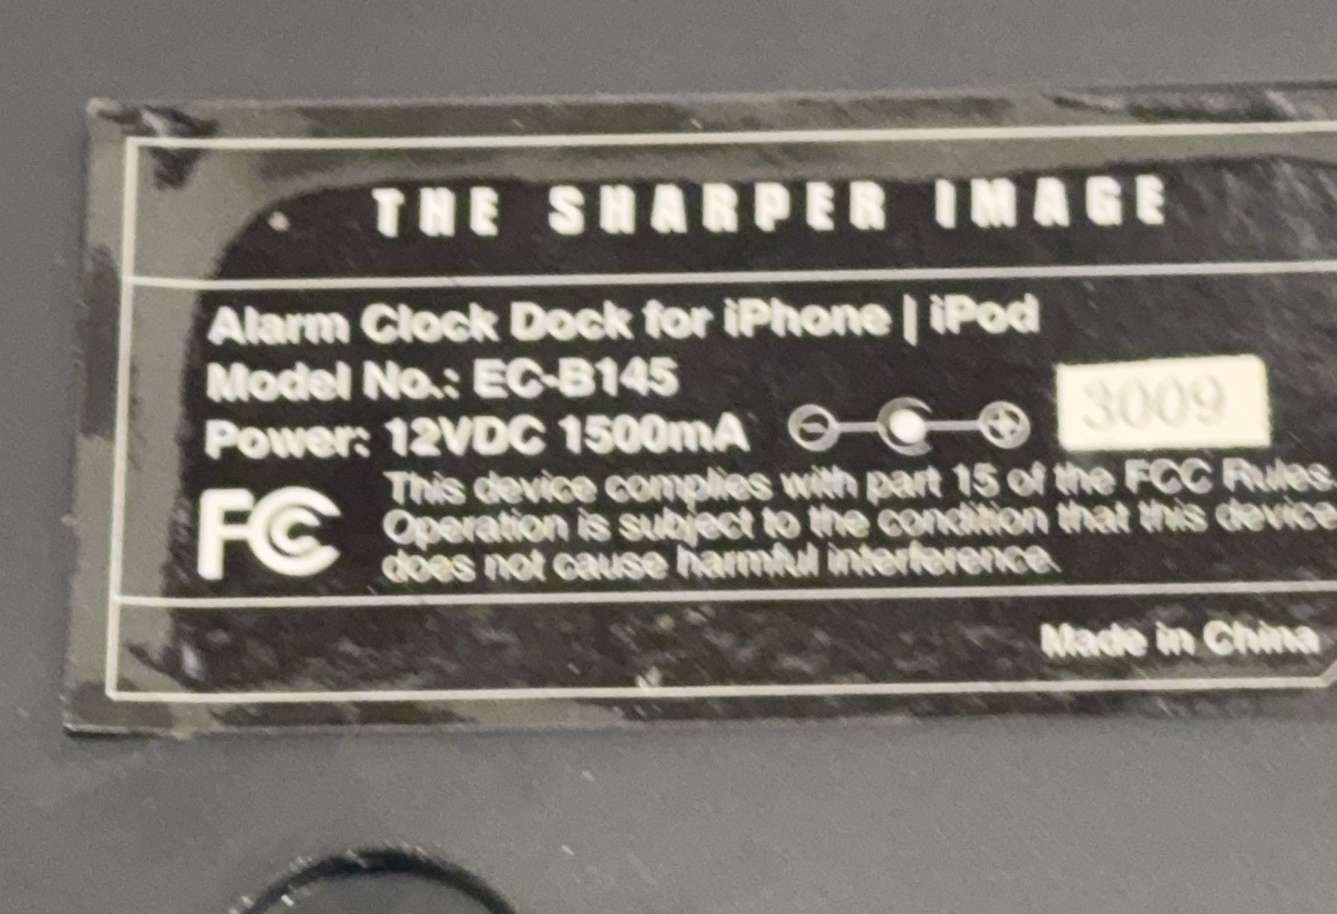 THE SHARPER IMAGE
Alarm Clock Dock for iPhone | iPod
Model No.: EC-B145
Power: 12VDC 1500mA
3009
FC This device complies with part 15 of the FCC Rules.
Operation is subject to the condition that this device
does not cause harmful interference.
Made in China